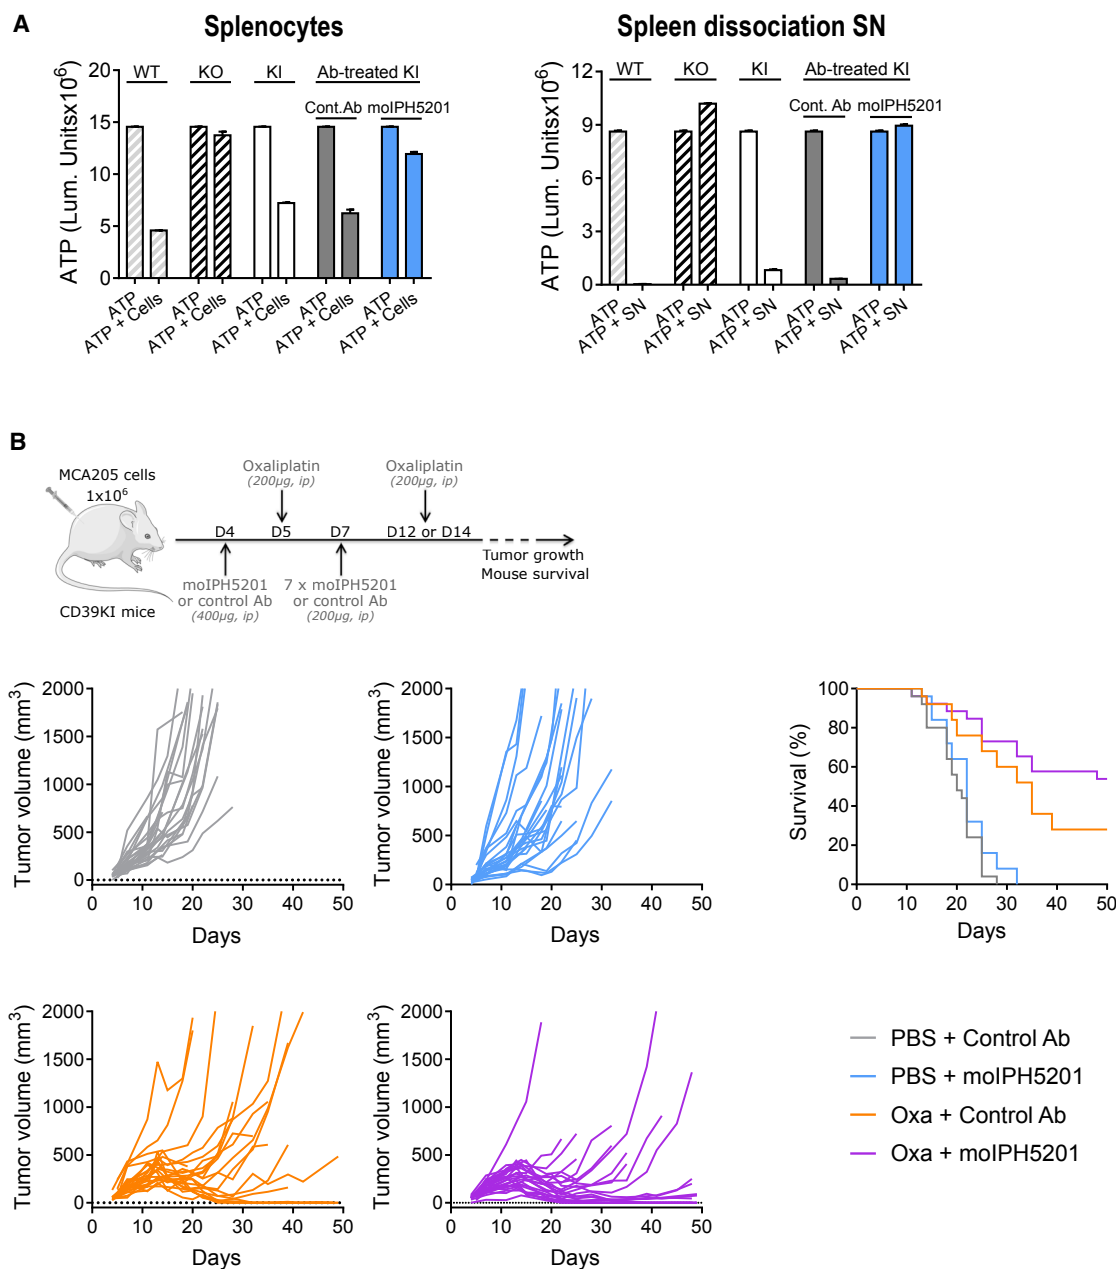 A
Splenocytes
Spleen dissociation SN
WT KO KI Ab-treated KI
Cont.Ab moIPH5201
ATP (Lum. Unitsx10⁶)
20
15
10
5
0
ATP
ATP + Cells
ATP
ATP + Cells
ATP
ATP + Cells
ATP
ATP + Cells
ATP
ATP + Cells
WT KO KI Ab-treated KI
Cont. Ab moIPH5201
ATP (Lum. Unitsx10⁶)
12
9
6
3
0
ATP
ATP + SN
ATP
ATP + SN
ATP
ATP + SN
ATP
ATP + SN
ATP
ATP + SN
B
MCA205 cells
1x10⁶
CD39KI mice
Oxaliplatin
(200µg, ip)
Oxaliplatin
(200µg, ip)
D4 D5 D7 D12 or D14
moIPH5201
or control Ab
(400µg, ip)
7 x moIPH5201
or control Ab
(200µg, ip)
Tumor growth
Mouse survival
Tumor volume (mm³)
2000
1500
1000
500
0
0 10 20 30 40 50
Days
Tumor volume (mm³)
2000
1500
1000
500
0
0 10 20 30 40 50
Days
Survival (%)
100
80
60
40
20
0
0 10 20 30 40 50
Days
Tumor volume (mm³)
2000
1500
1000
500
0
0 10 20 30 40 50
Days
Tumor volume (mm³)
2000
1500
1000
500
0
0 10 20 30 40 50
Days
PBS + Control Ab
PBS + moIPH5201
Oxa + Control Ab
Oxa + moIPH5201